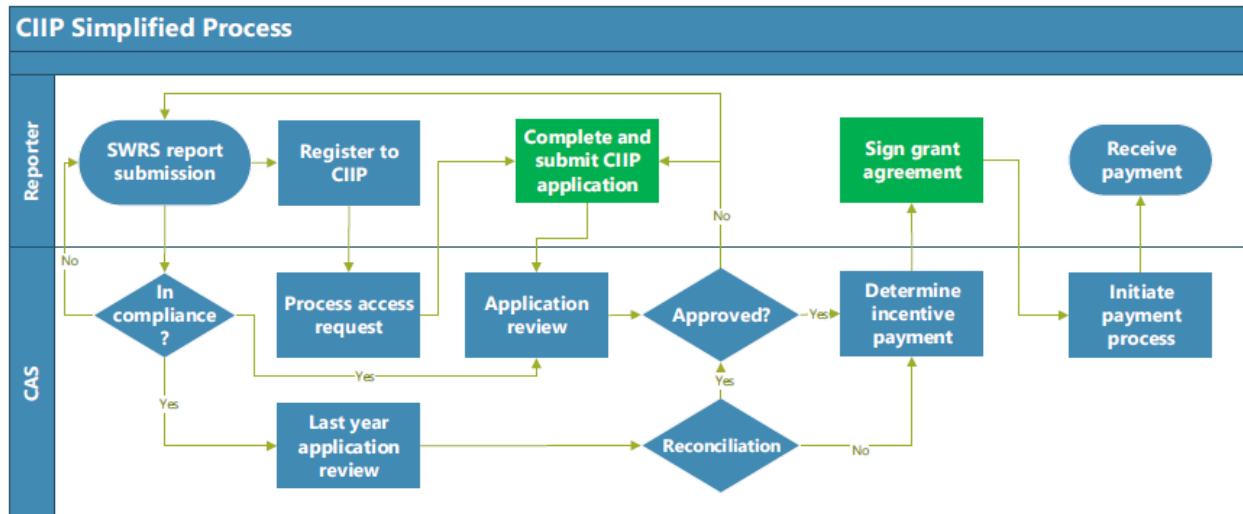 CIIP Simplified Process
Reporter
SWRS report
submission
Register to
CIIP
Complete and
submit CIIP
application
Sign grant
agreement
Receive
payment
No
No
CAS
In
compliance
?
Process access
request
Application
review
Approved?
Yes
Determine
incentive
payment
Initiate
payment
process
Yes
Yes
Yes
Last year
application
review
Reconciliation
No